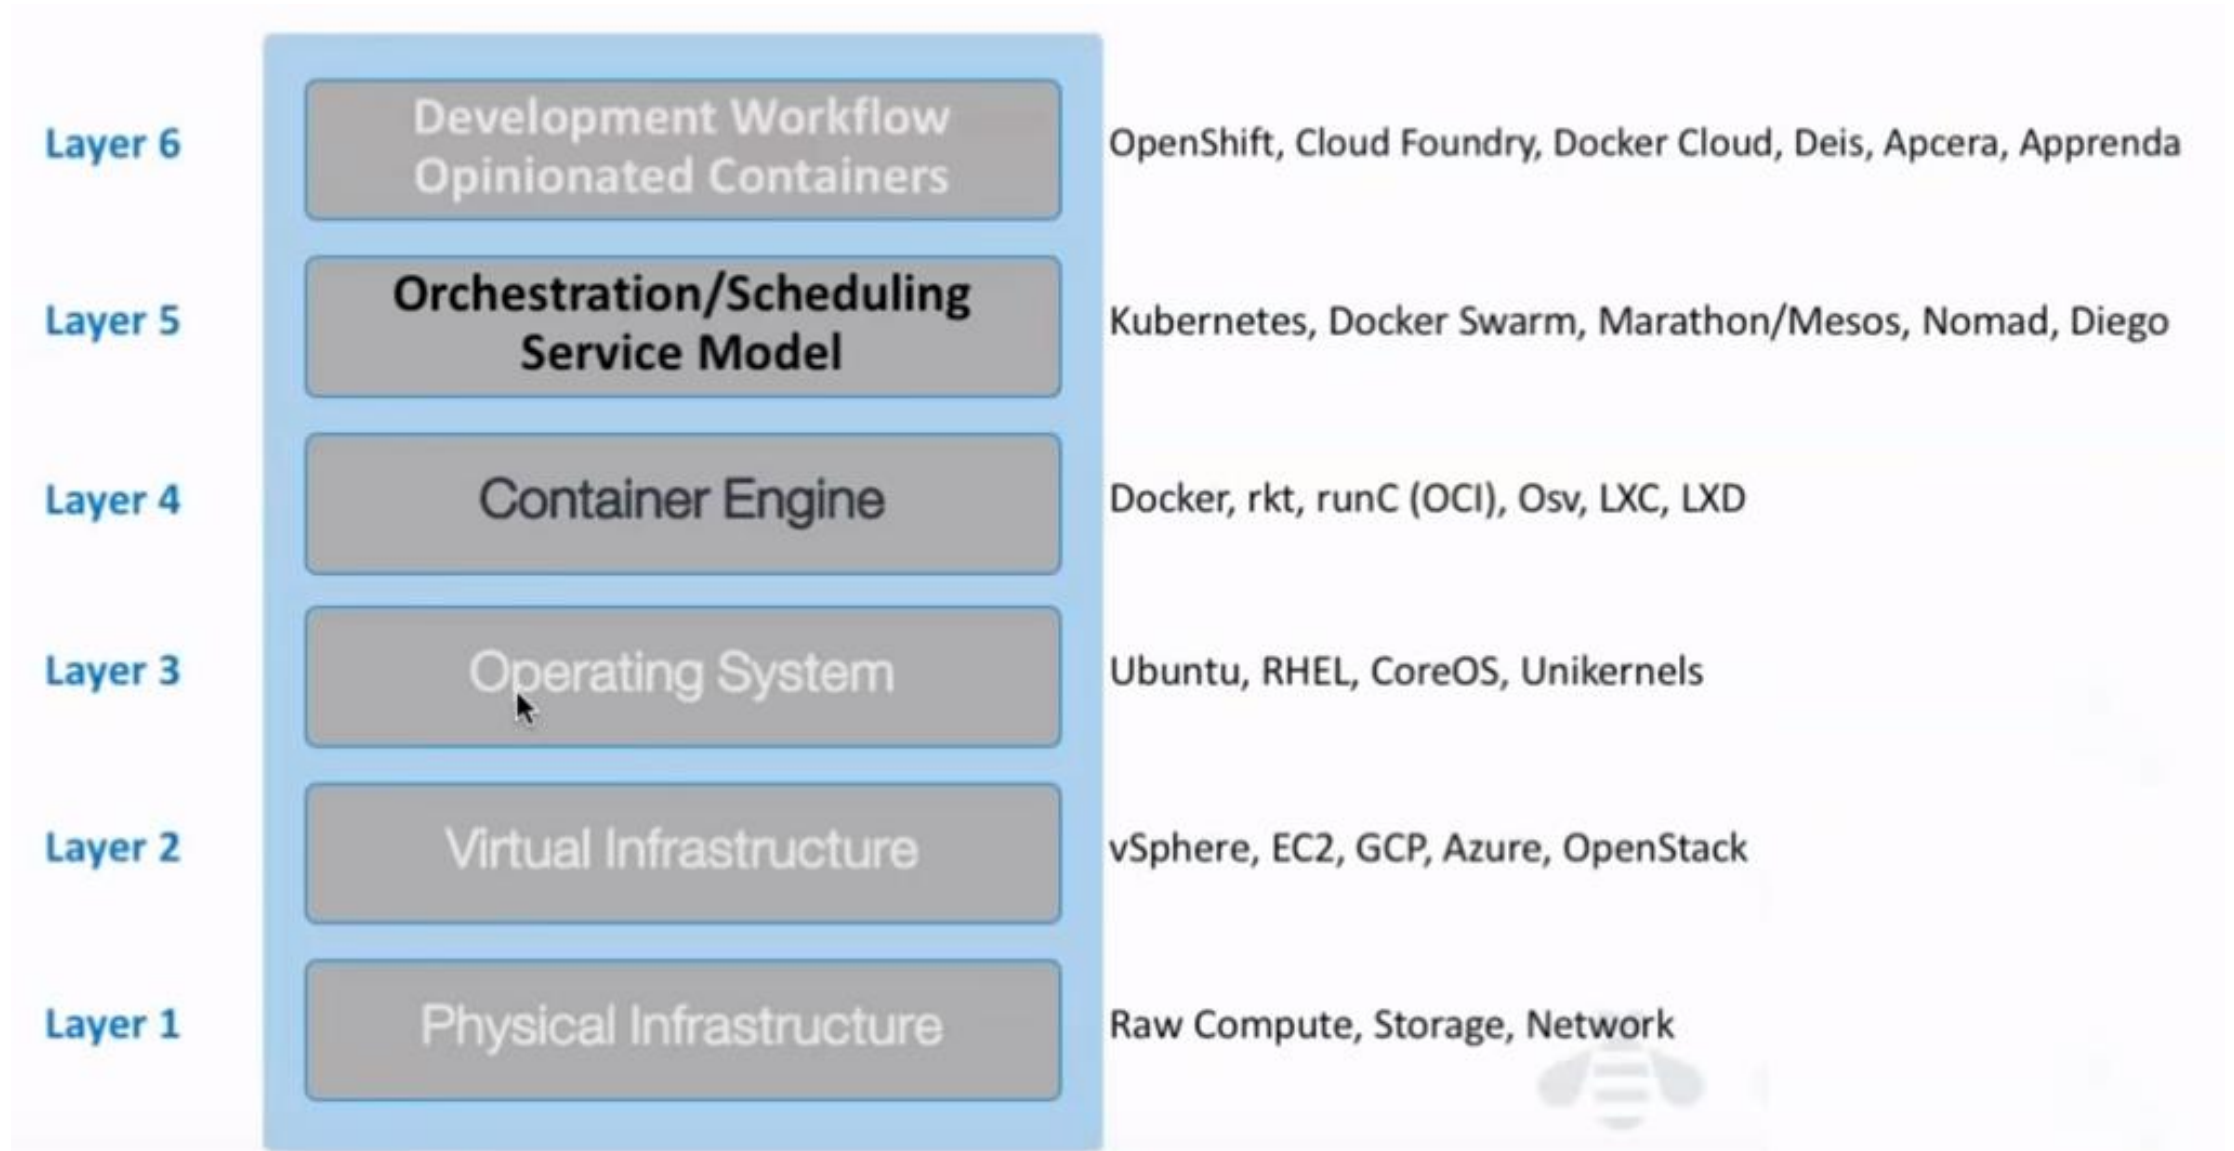 Layer 6
Development Workflow
Opinionated Containers
OpenShift, Cloud Foundry, Docker Cloud, Deis, Apcera, Apprenda
Layer 5
Orchestration/Scheduling
Service Model
Kubernetes, Docker Swarm, Marathon/Mesos, Nomad, Diego
Layer 4
Container Engine
Docker, rkt, runC (OCI), Osv, LXC, LXD
Layer 3
Operating System
Ubuntu, RHEL, CoreOS, Unikernels
Layer 2
Virtual Infrastructure
vSphere, EC2, GCP, Azure, OpenStack
Layer 1
Physical Infrastructure
Raw Compute, Storage, Network